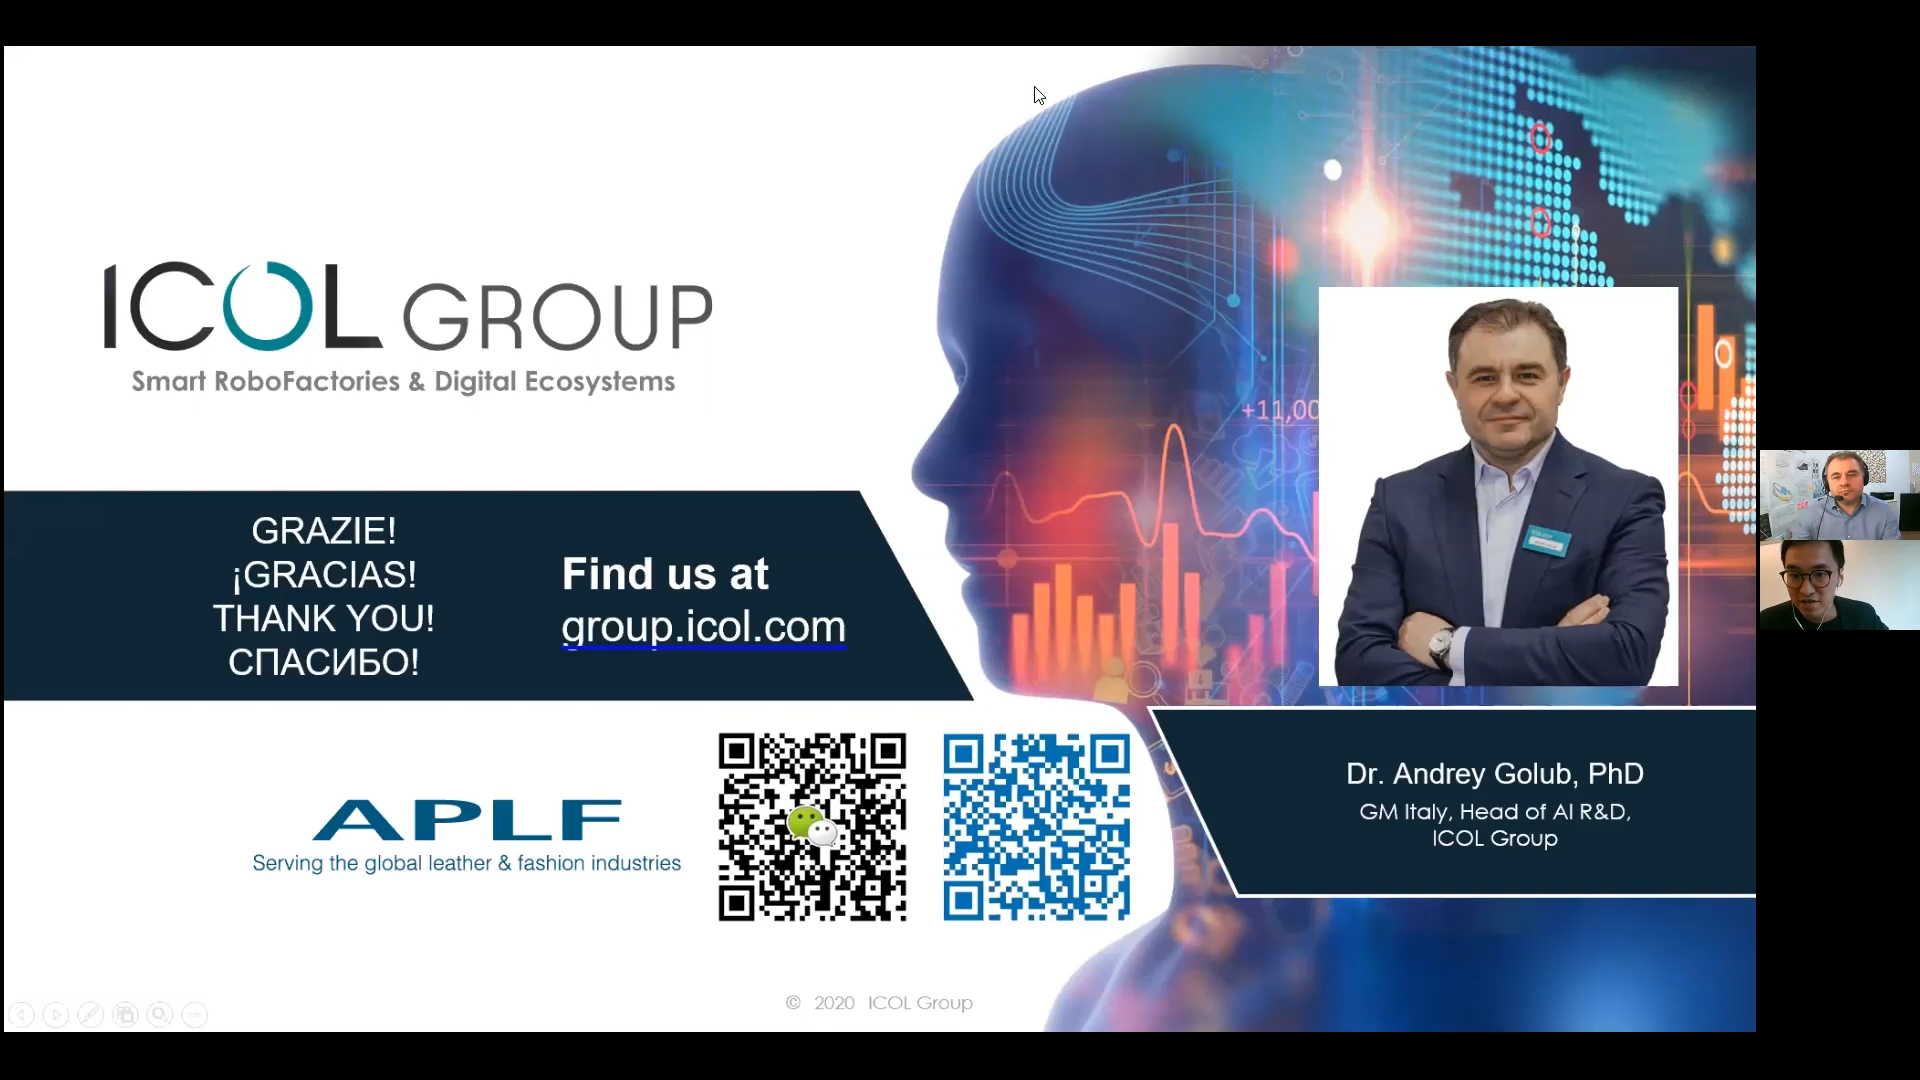 ICOL GROUP
Smart RoboFactories & Digital Ecosystems
GRAZIE!
¡GRACIAS!
THANK YOU!
СПАСИБО!
Find us at
group.icol.com
+11,00
APLF
Serving the global leather & fashion industries
Dr. Andrey Golub, PhD
GM Italy, Head of AI R&D,
ICOL Group
© 2020 ICOL Group